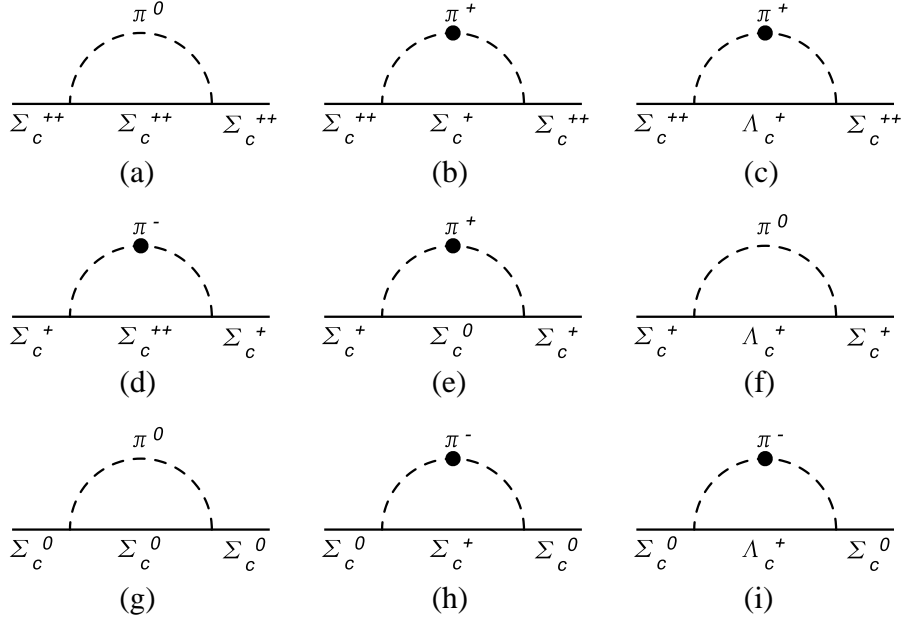 π⁰ π⁺ π⁺
Σc⁺⁺ Σc⁺⁺ Σc⁺⁺ Σc⁺⁺ Σc⁺ Σc⁺⁺ Σc⁺⁺ Λc⁺ Σc⁺⁺
(a) (b) (c)
π⁻ π⁺ π⁰
Σc⁺ Σc⁺⁺ Σc⁺ Σc⁺ Σc⁰ Σc⁺ Σc⁺ Λc⁺ Σc⁺
(d) (e) (f)
π⁰ π⁻ π⁻
Σc⁰ Σc⁰ Σc⁰ Σc⁰ Σc⁺ Σc⁰ Σc⁰ Λc⁺ Σc⁰
(g) (h) (i)